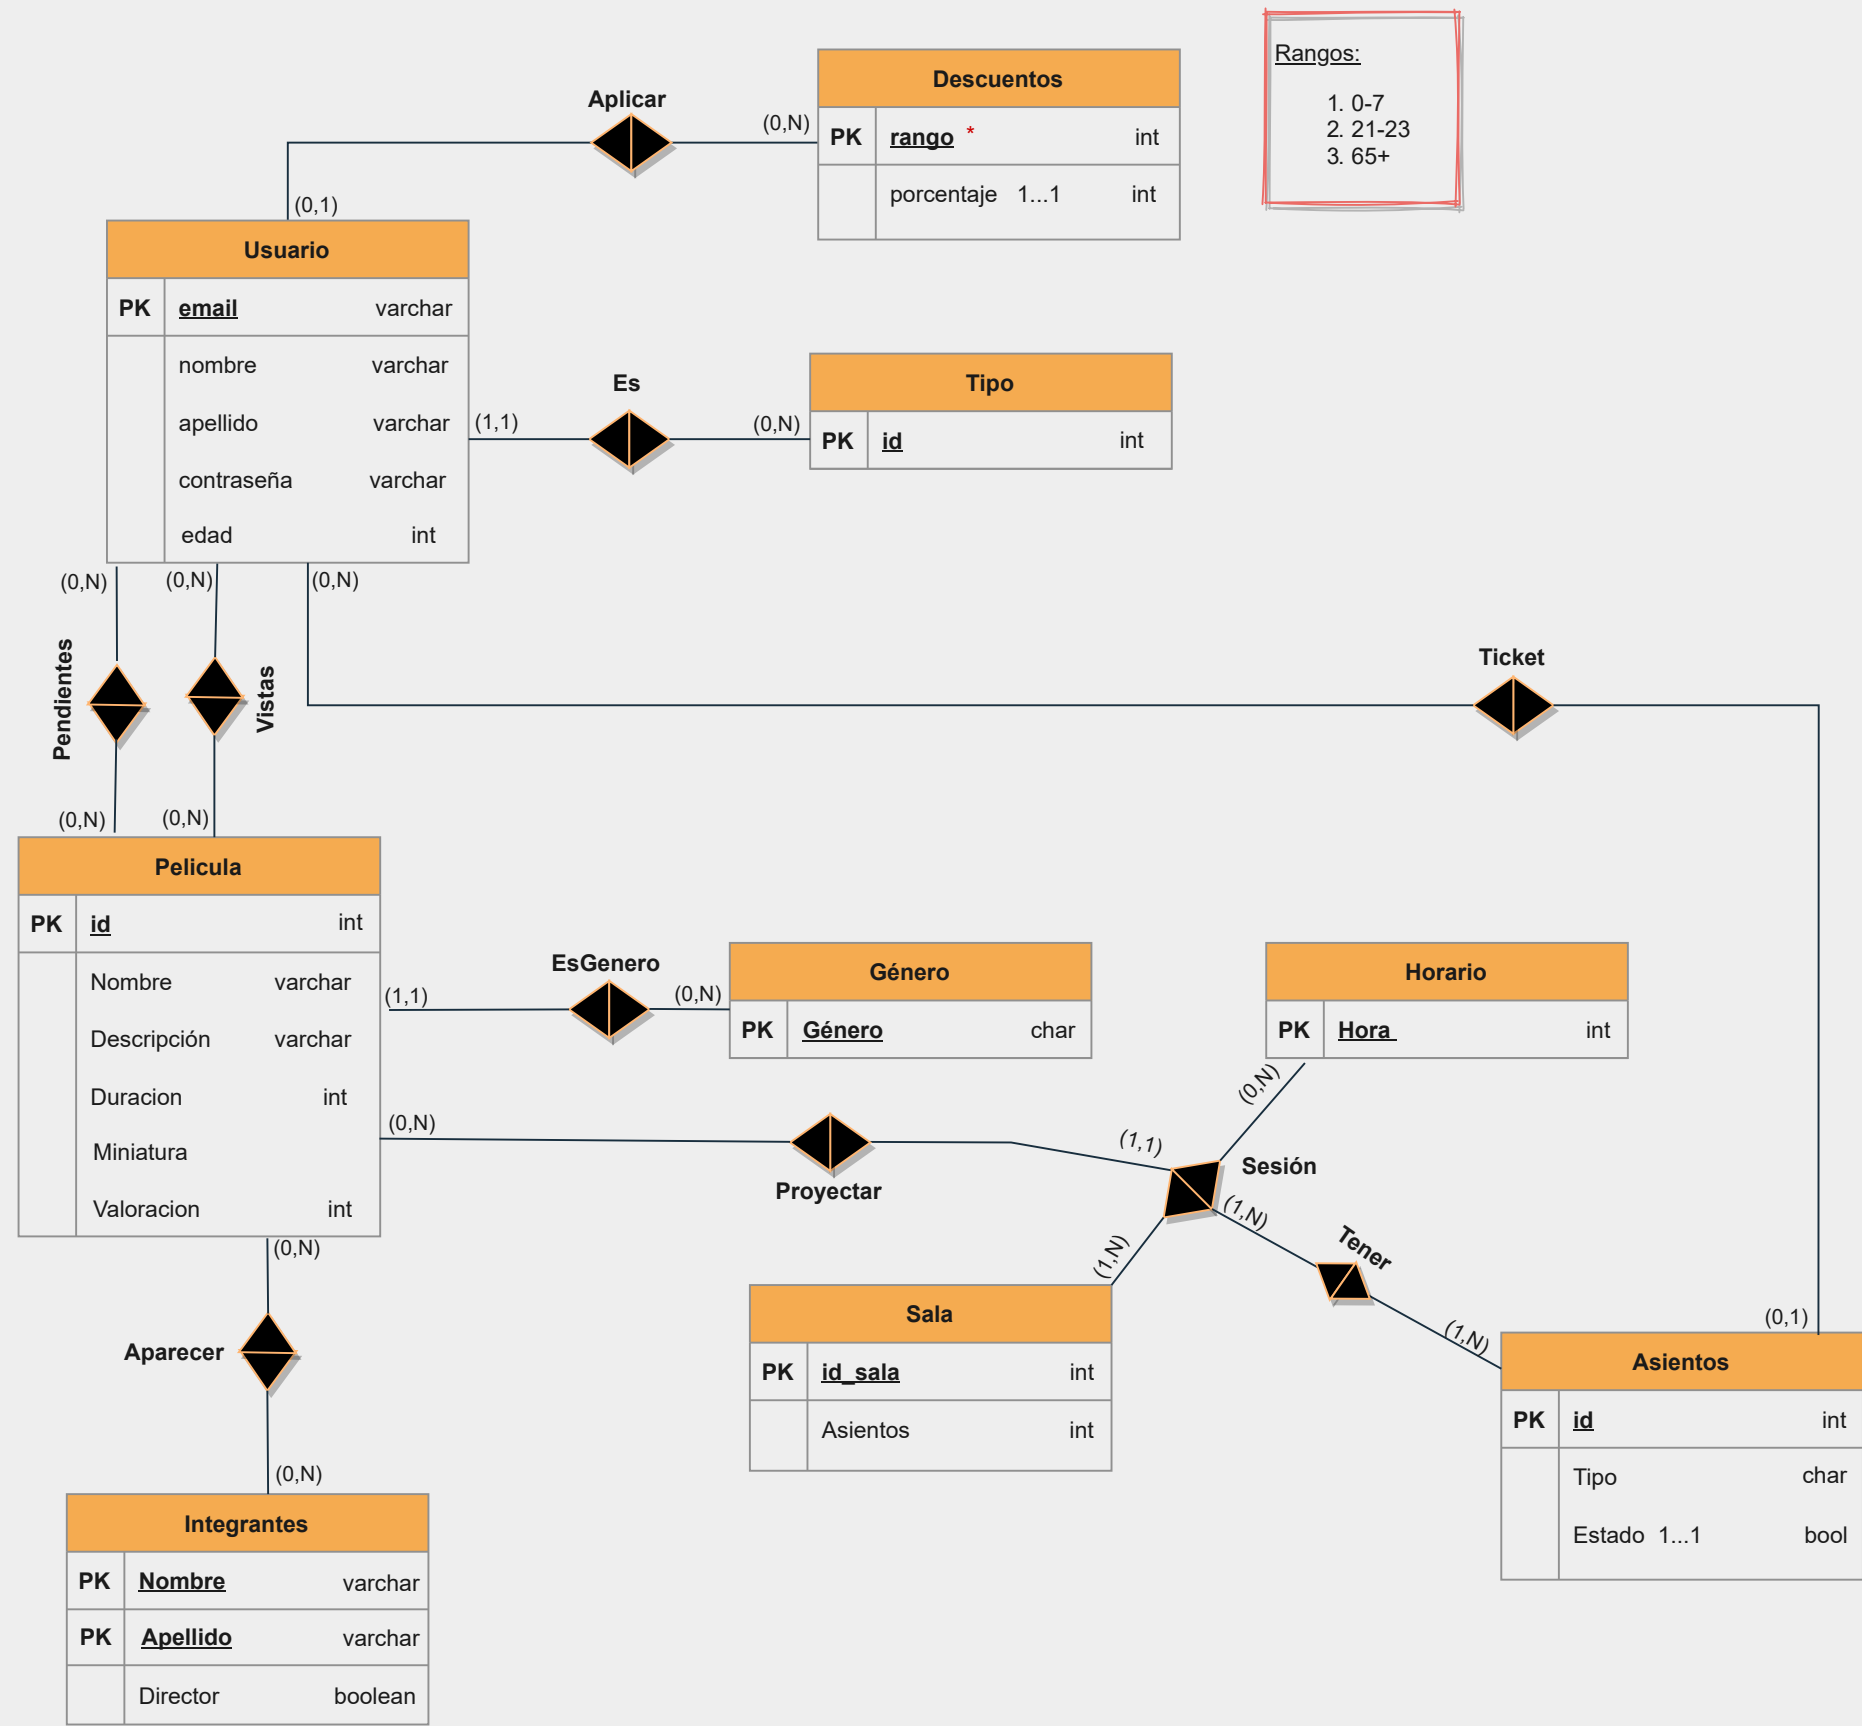 Rangos:
1. 0-7
2. 21-23
3. 65+
Descuentos
PK rango * int
porcentaje 1...1 int
Aplicar
(0,N)
(0,1)
Usuario
PK email varchar
nombre varchar
apellido varchar
contraseña varchar
edad int
Es
(1,1)
(0,N)
Tipo
PK id int
(0,N)
(0,N)
(0,N)
Pendientes
Vistas
Ticket
(0,N)
(0,N)
Pelicula
PK id int
Nombre varchar
Descripción varchar
Duracion int
Miniatura
Valoracion int
EsGenero
(1,1)
(0,N)
Género
PK Género char
Horario
PK Hora int
(0,N)
(0,N)
Proyectar
(1,1)
Sesión
(1,N)
(1,N)
Tener
(1,N)
(0,1)
Sala
PK id_sala int
Asientos int
Asientos
PK id int
Tipo char
Estado 1...1 bool
(0,N)
Aparecer
(0,N)
Integrantes
PK Nombre varchar
PK Apellido varchar
Director boolean